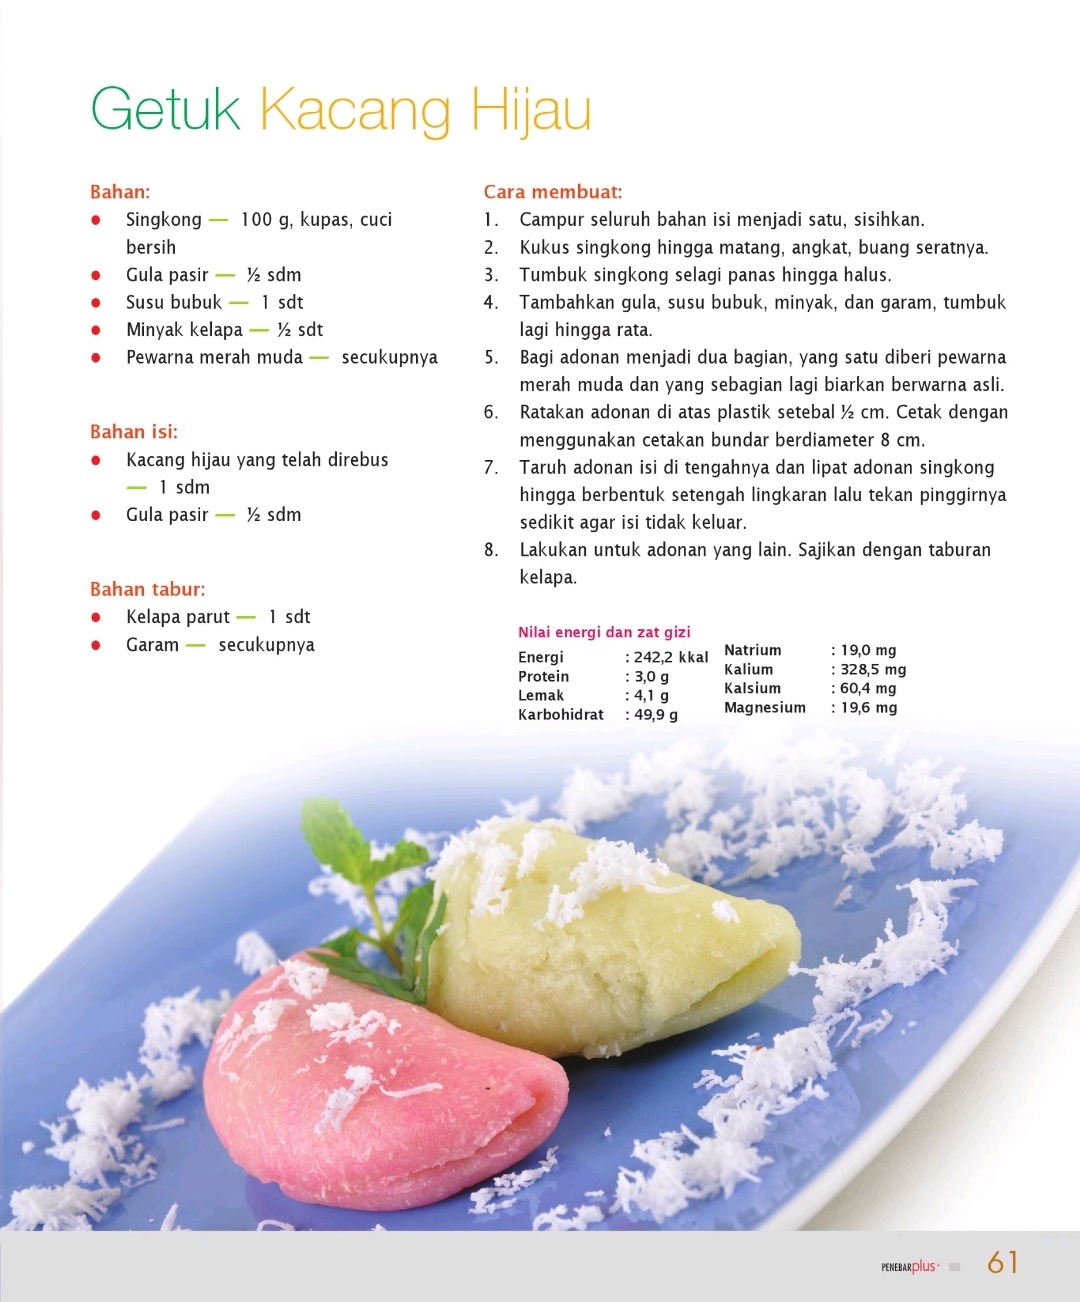 Getuk Kacang Hijau
Bahan:
• Singkong — 100 g, kupas, cuci
bersih
• Gula pasir — ½ sdm
• Susu bubuk — 1 sdt
• Minyak kelapa — ½ sdt
• Pewarna merah muda — secukupnya
Bahan isi:
• Kacang hijau yang telah direbus
— 1 sdm
• Gula pasir — ½ sdm
Bahan tabur:
• Kelapa parut — 1 sdt
• Garam — secukupnya
Cara membuat:
1. Campur seluruh bahan isi menjadi satu, sisihkan.
2. Kukus singkong hingga matang, angkat, buang seratnya.
3. Tumbuk singkong selagi panas hingga halus.
4. Tambahkan gula, susu bubuk, minyak, dan garam, tumbuk
lagi hingga rata.
5. Bagi adonan menjadi dua bagian, yang satu diberi pewarna
merah muda dan yang sebagian lagi biarkan berwarna asli.
6. Ratakan adonan di atas plastik setebal ½ cm. Cetak dengan
menggunakan cetakan bundar berdiameter 8 cm.
7. Taruh adonan isi di tengahnya dan lipat adonan singkong
hingga berbentuk setengah lingkaran lalu tekan pinggirnya
sedikit agar isi tidak keluar.
8. Lakukan untuk adonan yang lain. Sajikan dengan taburan
kelapa.
Nilai energi dan zat gizi
Energi : 242,2 kkal
Protein : 3,0 g
Lemak : 4,1 g
Karbohidrat : 49,9 g
Natrium : 19,0 mg
Kalium : 328,5 mg
Kalsium : 60,4 mg
Magnesium : 19,6 mg
PENEBARplus+ 61